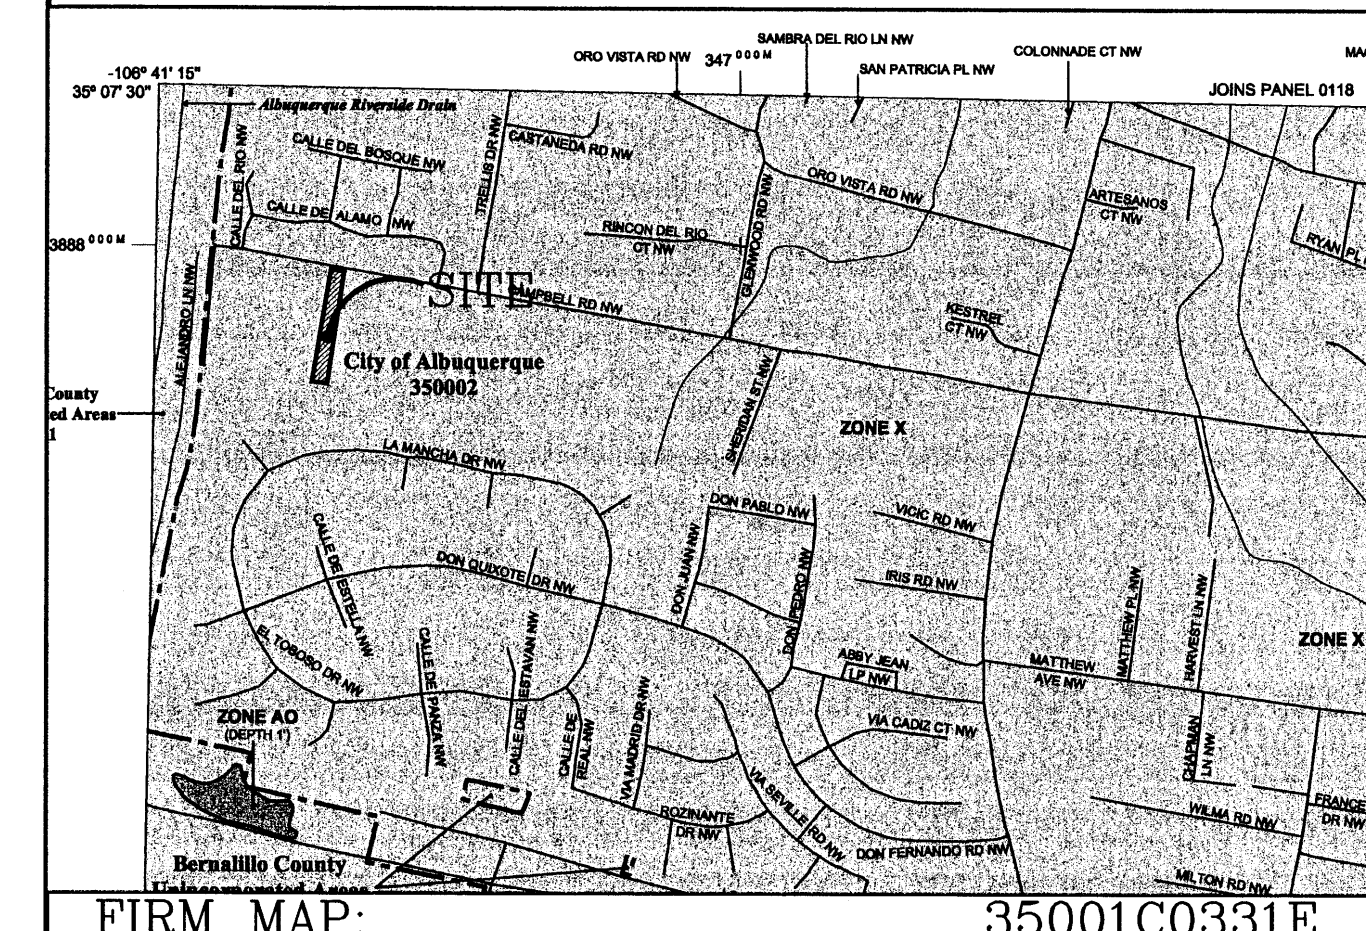 SAMBRA DEL RIO LN NW
ORO VISTA RD NW
347 000 M
COLONNADE CT NW
SAN PATRICIA PL NW
-106° 41' 15"
35° 07' 30"
JOINS PANEL 0118
Albuquerque Riverside Drain
CALLE DEL RIO NW
CALLE DEL BOSQUE NW
TRELLIS DR NW
CASTANEDA RD NW
ORO VISTA RD NW
GLENWOOD RD NW
ARTESANOS
CT NW
CALLE DE ALAMO NW
RINCON DEL RIO
CT NW
3888 000 M
RYAN PL
ALEJANDRO LN NW
SITE
CAMPBELL RD NW
KESTREL
CT NW
City of Albuquerque
350002
County
ed Areas
1
SHERIDAN ST NW
ZONE X
LA MANCHA DR NW
DON PABLO NW
VICIC RD NW
CALLE DE ESTELLA NW
DON QUIXOTE DR NW
DON JUAN NW
DON PEDRO NW
IRIS RD NW
MATTHEW PL NW
HARVEST LN NW
ZONE X
EL TOBOSO DR NW
CALLE DE PANZA NW
CALLE DEL ESTAVAN NW
ABBY JEAN
LP NW
MATTHEW
AVE NW
ZONE AO
(DEPTH 1')
CALLE DE
REAL NW
VIA MADRID DR NW
VIA CADIZ CT NW
CHAPMAN
LN NW
VIA SEVILLE RD NW
ROZINANTE
DR NW
WILMA RD NW
FRANCE
DR NW
DON FERNANDO RD NW
Bernalillo County
Unincorporated Areas
MILTON RD NW
FIRM MAP:
35001C0331E